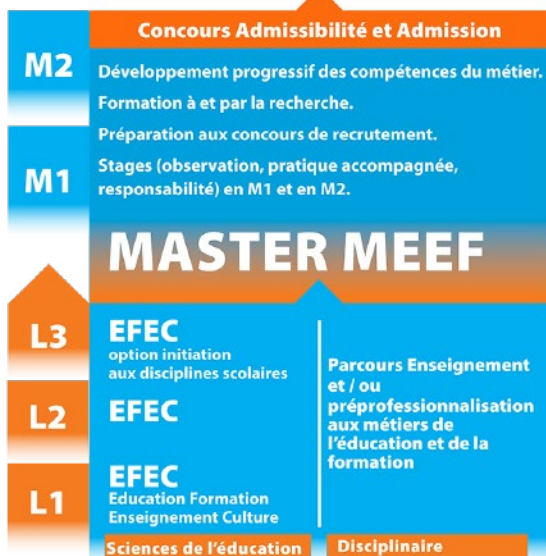 Concours Admissibilité et Admission
M2
Développement progressif des compétences du métier.
Formation à et par la recherche.
Préparation aux concours de recrutement.
M1
Stages (observation, pratique accompagnée,
responsabilité) en M1 et en M2.
MASTER MEEF
L3
EFEC
option initiation
aux disciplines scolaires
L2
EFEC
L1
EFEC
Education Formation
Enseignement Culture
Parcours Enseignement
et / ou
préprofessionnalisation
aux métiers de
l'éducation et de la
formation
Sciences de l'éducation
Disciplinaire